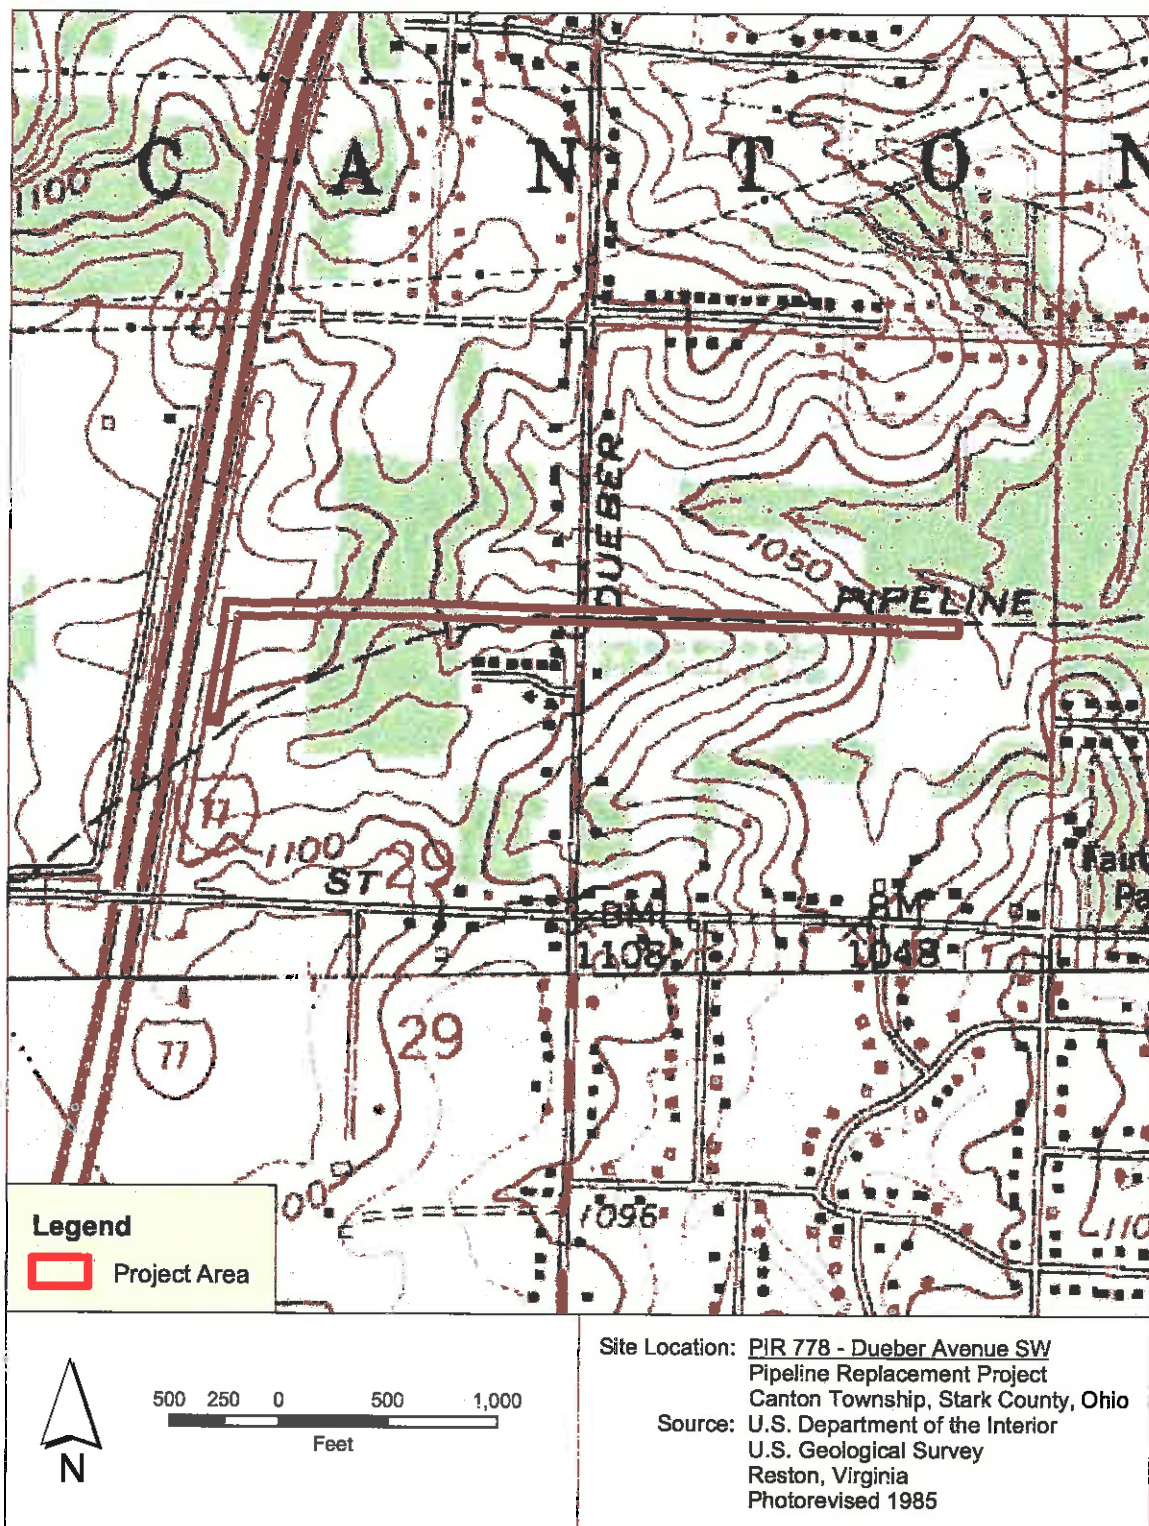 C A N T O N
1100
DUEBER
1050
PIPELINE
77
1100
29
ST
BM
1108
BM
1048
Pa
77
29
1096
110
Legend
Project Area
500 250 0 500 1,000
Feet
N
Site Location: PIR 778 - Dueber Avenue SW
Pipeline Replacement Project
Canton Township, Stark County, Ohio
Source: U.S. Department of the Interior
U.S. Geological Survey
Reston, Virginia
Photorevised 1985